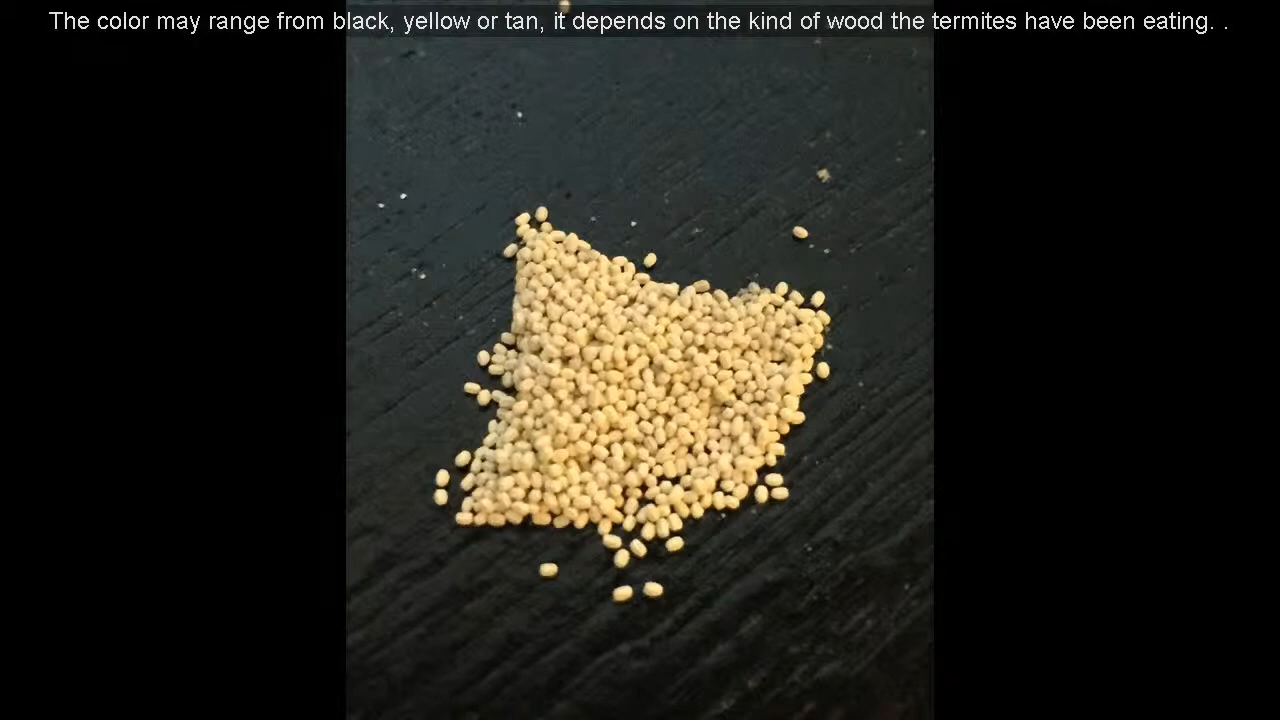 The color may range from black, yellow or tan, it depends on the kind of wood the termites have been eating. .